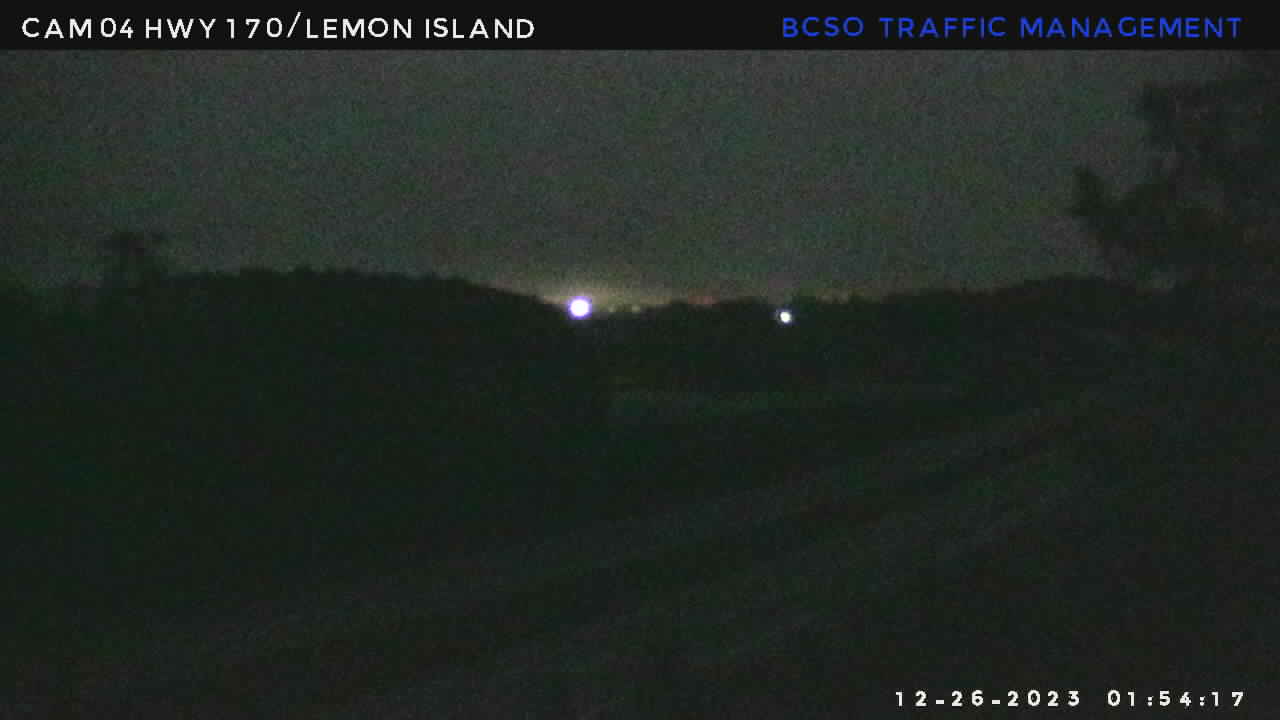 CAM04 HWY 170/LEMON ISLAND
BCSO TRAFFIC MANAGEMENT
12-26-2023 01:54:17